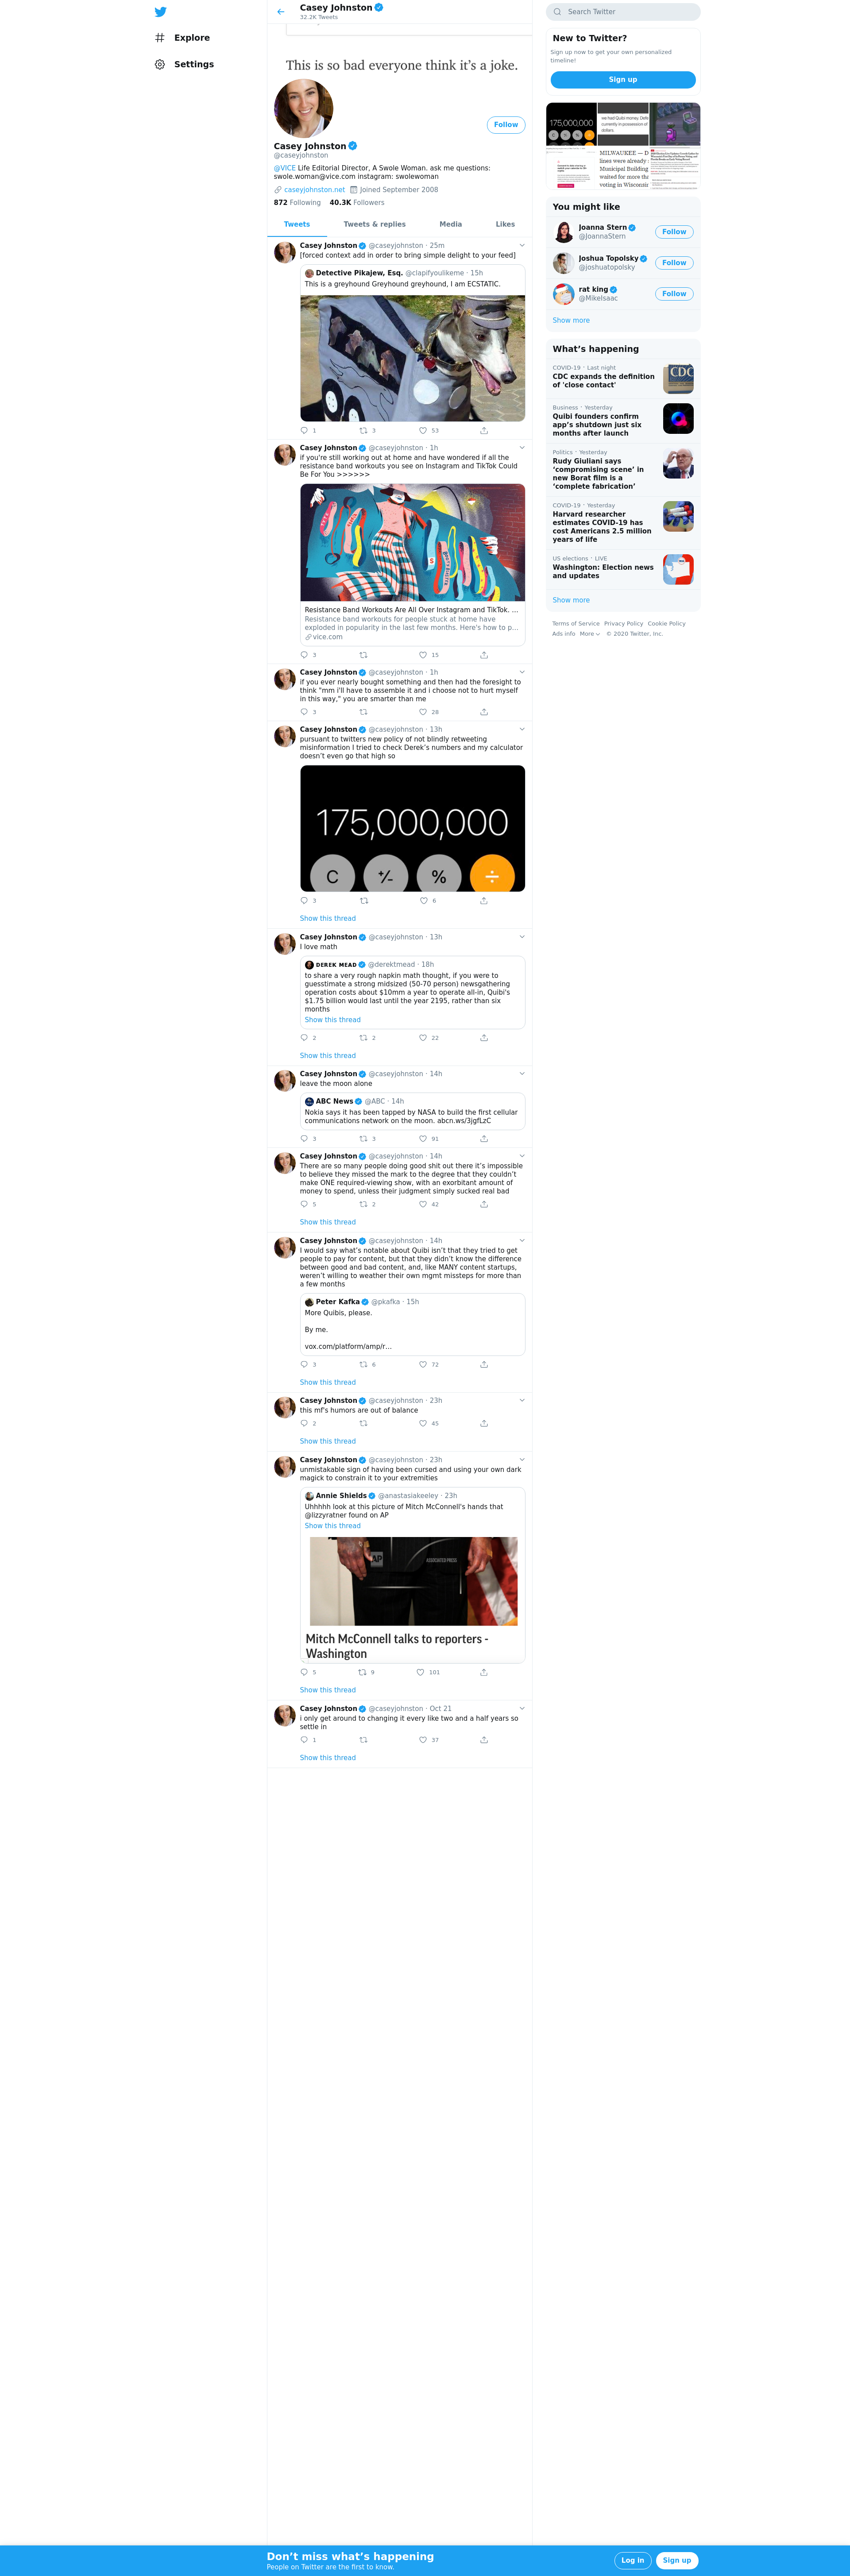 Casey Johnston
32.2K Tweets
Explore
Settings
This is so bad everyone think it's a joke.
Follow
Casey Johnston
@caseyjohnston
@VICE Life Editorial Director, A Swole Woman. ask me questions:
swole.woman@vice.com instagram: swolewoman
caseyjohnston.net Joined September 2008
872 Following 40.3K Followers
Tweets Tweets & replies Media Likes
Casey Johnston @caseyjohnston · 25m
[forced context add in order to bring simple delight to your feed]
Detective Pikajew, Esq. @clapifyoulikeme · 15h
This is a greyhound Greyhound greyhound, I am ECSTATIC.
1 3 53
Casey Johnston @caseyjohnston · 1h
if you're still working out at home and have wondered if all the
resistance band workouts you see on Instagram and TikTok Could
Be For You >>>>>>
Resistance Band Workouts Are All Over Instagram and TikTok. ...
Resistance band workouts for people stuck at home have
exploded in popularity in the last few months. Here's how to p...
vice.com
3 15
Casey Johnston @caseyjohnston · 1h
if you ever nearly bought something and then had the foresight to
think "mm i'll have to assemble it and i choose not to hurt myself
in this way," you are smarter than me
3 28
Casey Johnston @caseyjohnston · 13h
pursuant to twitters new policy of not blindly retweeting
misinformation I tried to check Derek's numbers and my calculator
doesn't even go that high so
175,000,000
C +/- % ÷
3 6
Show this thread
Casey Johnston @caseyjohnston · 13h
I love math
DEREK MEAD @derektmead · 18h
to share a very rough napkin math thought, if you were to
guesstimate a strong midsized (50-70 person) newsgathering
operation costs about $10mm a year to operate all-in, Quibi's
$1.75 billion would last until the year 2195, rather than six
months
Show this thread
2 2 22
Show this thread
Casey Johnston @caseyjohnston · 14h
leave the moon alone
ABC News @ABC · 14h
Nokia says it has been tapped by NASA to build the first cellular
communications network on the moon. abcn.ws/3jgfLzC
3 3 91
Casey Johnston @caseyjohnston · 14h
There are so many people doing good shit out there it's impossible
to believe they missed the mark to the degree that they couldn't
make ONE required-viewing show, with an exorbitant amount of
money to spend, unless their judgment simply sucked real bad
5 2 42
Show this thread
Casey Johnston @caseyjohnston · 14h
I would say what's notable about Quibi isn't that they tried to get
people to pay for content, but that they didn't know the difference
between good and bad content, and, like MANY content startups,
weren't willing to weather their own mgmt missteps for more than
a few months
Peter Kafka @pkafka · 15h
More Quibis, please.
By me.
vox.com/platform/amp/r...
3 6 72
Show this thread
Casey Johnston @caseyjohnston · 23h
this mf's humors are out of balance
2 45
Show this thread
Casey Johnston @caseyjohnston · 23h
unmistakable sign of having been cursed and using your own dark
magick to constrain it to your extremities
Annie Shields @anastasiakeeley · 23h
Uhhhhh look at this picture of Mitch McConnell's hands that
@lizzyratner found on AP
Show this thread
AP ASSOCIATED PRESS
Mitch McConnell talks to reporters -
Washington
5 9 101
Show this thread
Casey Johnston @caseyjohnston · Oct 21
i only get around to changing it every like two and a half years so
settle in
1 37
Show this thread
Search Twitter
New to Twitter?
Sign up now to get your own personalized
timeline!
Sign up
175,000,000
we had Quibi money. Defe
currently in possession of
dollars.
MILWAUKEE — D
lines were already
Municipal Building
waited for more tha
voting in Wisconsin
You might like
Joanna Stern
@JoannaStern
Follow
Joshua Topolsky
@joshuatopolsky
Follow
rat king
@MikeIsaac
Follow
Show more
What's happening
COVID-19 · Last night
CDC expands the definition
of 'close contact'
CDC
Business · Yesterday
Quibi founders confirm
app's shutdown just six
months after launch
Politics · Yesterday
Rudy Giuliani says
'compromising scene' in
new Borat film is a
'complete fabrication'
COVID-19 · Yesterday
Harvard researcher
estimates COVID-19 has
cost Americans 2.5 million
years of life
US elections · LIVE
Washington: Election news
and updates
Show more
Terms of Service Privacy Policy Cookie Policy
Ads info More © 2020 Twitter, Inc.
Don't miss what's happening
People on Twitter are the first to know.
Log in Sign up